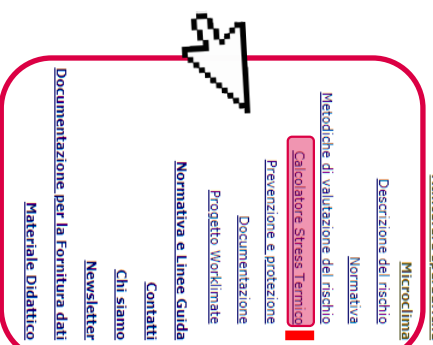 Microclima
Descrizione del rischio
Normativa
Metodiche di valutazione del rischio
Calcolatore Stress Termico
Prevenzione e protezione
Documentazione
Progetto Worklimate
Normativa e Linee Guida
Contatti
Chi siamo
Newsletter
Documentazione per la Fornitura dati
Materiale Didattico